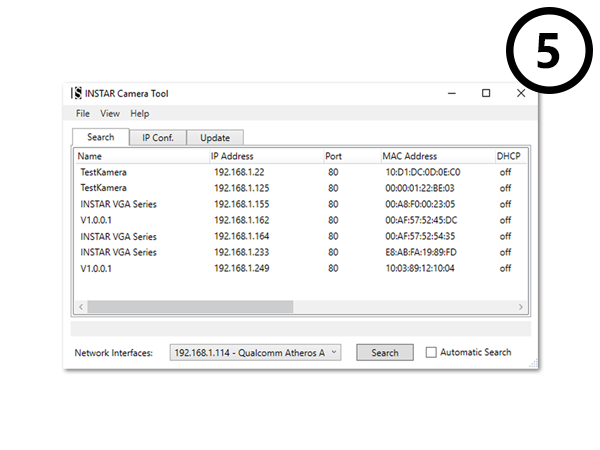 5
INSTAR Camera Tool
File View Help
Search IP Conf. Update
Name IP Address Port MAC Address DHCP
TestKamera 192.168.1.22 80 10:D1:DC:0D:0E:C0 off
TestKamera 192.168.1.125 80 00:00:01:22:BE:03 off
INSTAR VGA Series 192.168.1.155 80 00:A8:F0:00:23:05 off
V1.0.0.1 192.168.1.162 80 00:AF:57:52:45:DC off
INSTAR VGA Series 192.168.1.164 80 00:AF:57:52:54:35 off
INSTAR VGA Series 192.168.1.233 80 E8:AB:FA:19:89:FD off
V1.0.0.1 192.168.1.249 80 10:03:89:12:10:04 off
Network Interfaces: 192.168.1.114 - Qualcomm Atheros A Search Automatic Search